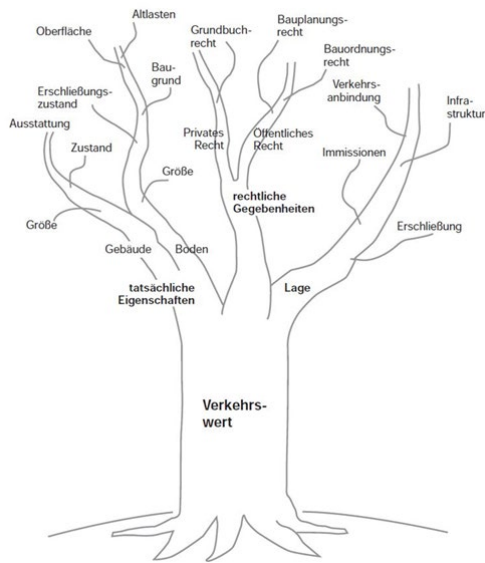 Altlasten
Oberfläche
Grundbuch-
recht
Bauplanungs-
recht
Bau-
grund
Bauordnungs-
recht
Erschließungs-
zustand
Verkehrs-
anbindung
Infra-
struktur
Ausstattung
Zustand
Privates
Recht
Öffentliches
Recht
Immissionen
Größe
rechtliche
Gegebenheiten
Größe
Erschließung
Gebäude
Boden
tatsächliche
Eigenschaften
Lage
Verkehrs-
wert